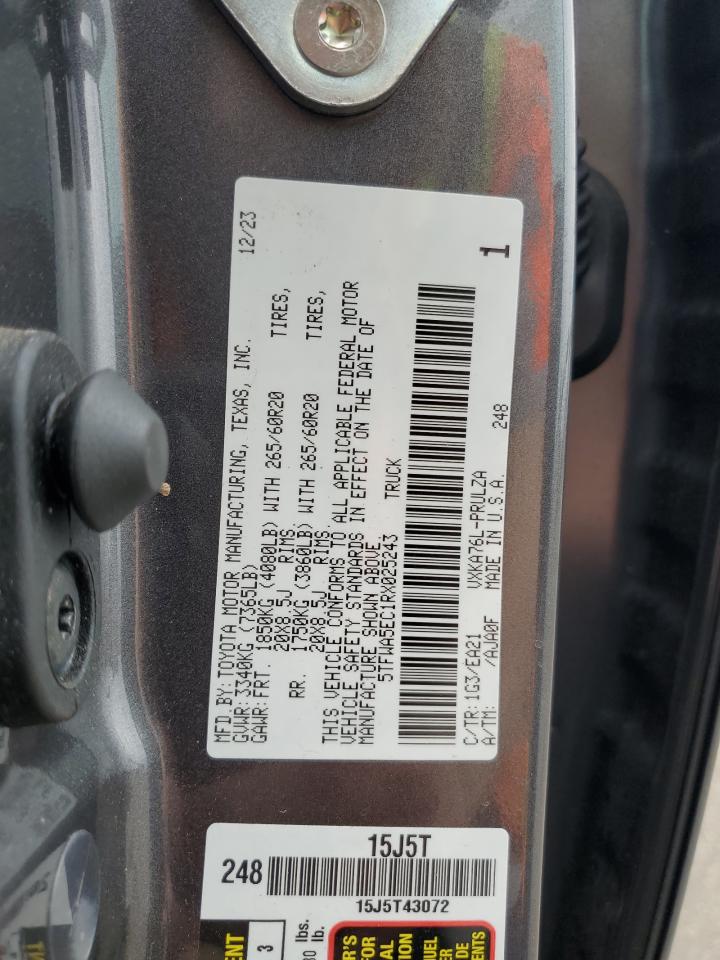 MFD.BY:TOYOTA MOTOR MANUFACTURING, TEXAS, INC. 12/23
GVWR:3340KG (7365LB)
GAWR:FRT. 1850KG (4080LB) WITH 265/60R20 TIRES,
20X8.5J RIMS
RR. 1750KG (3860LB) WITH 265/60R20 TIRES,
20X8.5J RIMS
THIS VEHICLE CONFORMS TO ALL APPLICABLE FEDERAL MOTOR
VEHICLE SAFETY STANDARDS IN EFFECT ON THE DATE OF
MANUFACTURE SHOWN ABOVE
5TFWA5EC1RX025243 TRUCK
C/TR:1G3/EA21 VXKA76L-PRULZA 248
A/TM: /AJA0F MADE IN U.S.A. 1
15J5T
248
15J5T43072
3
lbs.
lb.